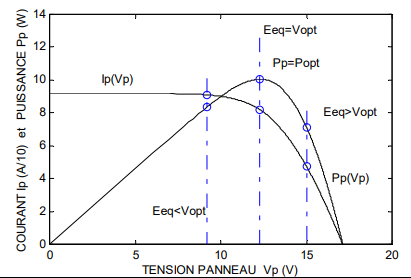 COURANT Ip (A/10) et PUISSANCE Pp (W)
14
12
10
8
6
4
2
0
Eeq=Vopt
Pp=Popt
Ip(Vp)
Eeq>Vopt
Pp(Vp)
Eeq<Vopt
0 5 10 15 20
TENSION PANNEAU Vp (V)